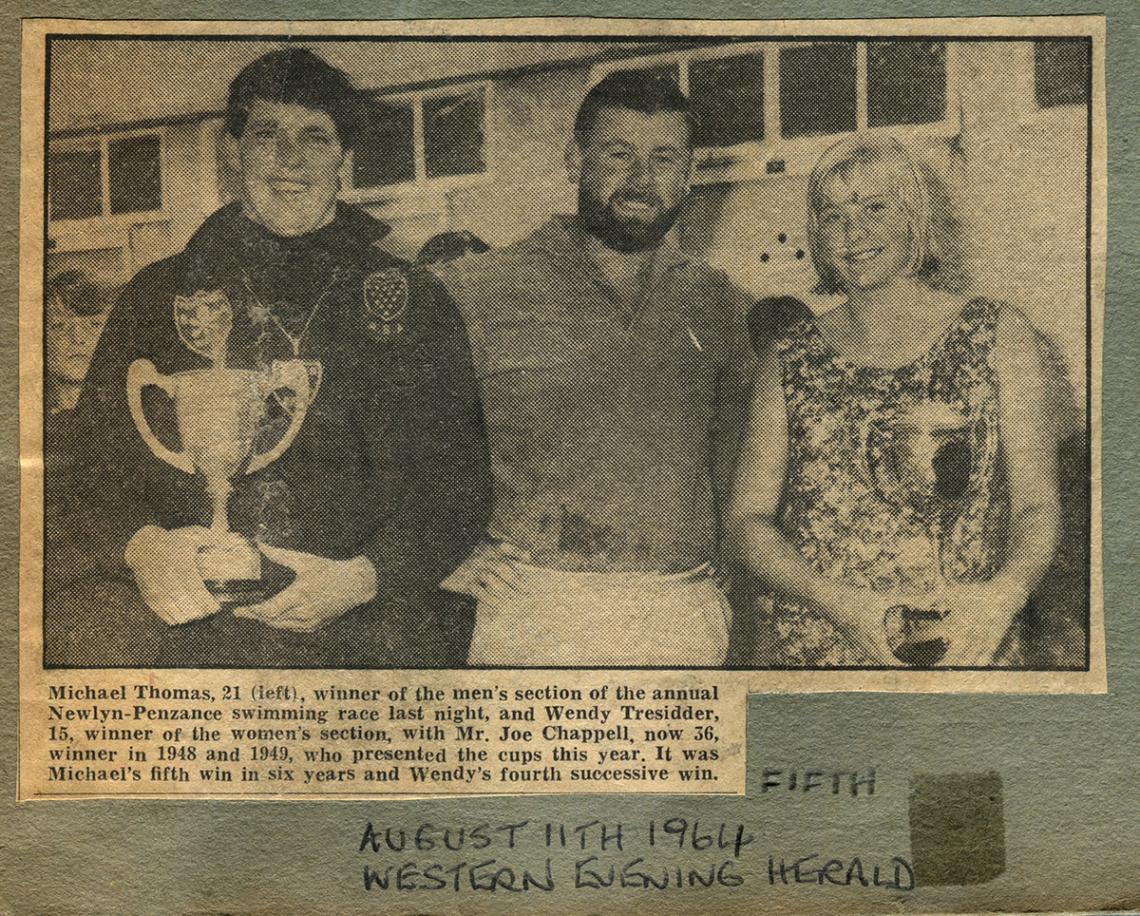 Michael Thomas, 21 (left), winner of the men's section of the annual
Newlyn-Penzance swimming race last night, and Wendy Tresidder,
15, winner of the women's section, with Mr. Joe Chappell, now 36,
winner in 1948 and 1949, who presented the cups this year. It was
Michael's fifth win in six years and Wendy's fourth successive win.
FIFTH
AUGUST 11TH 1964
WESTERN EVENING HERALD